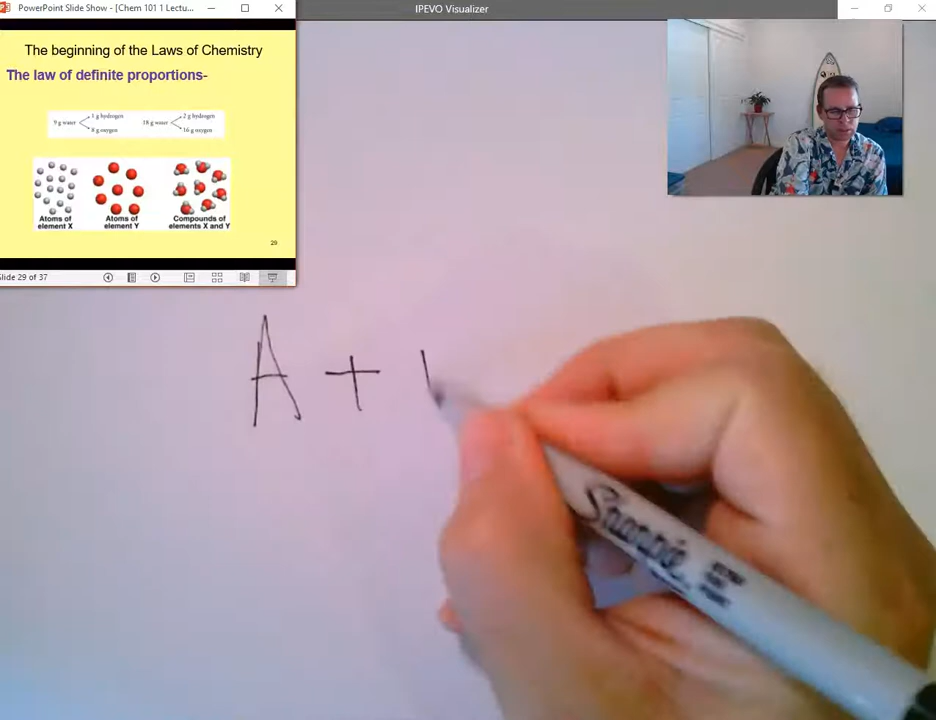 PowerPoint Slide Show - [Chem 101 1 Lectu...
IPEVO Visualizer
The beginning of the Laws of Chemistry
The law of definite proportions-
9 g water
1 g hydrogen
8 g oxygen
18 g water
2 g hydrogen
16 g oxygen
Atoms of
element X
Atoms of
element Y
Compounds of
elements X and Y
29
lide 29 of 37
A +
Sharpie